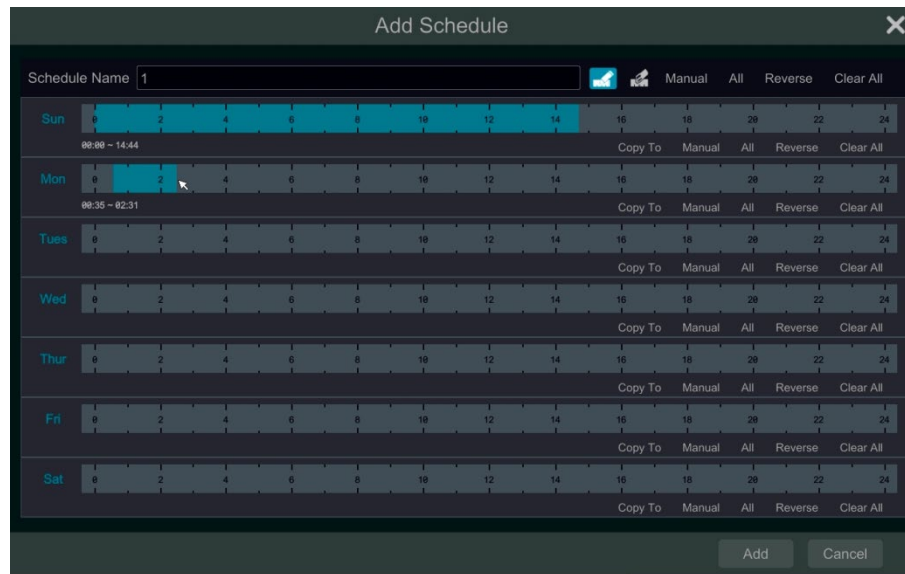 Add Schedule
Schedule Name 1 Manual All Reverse Clear All
Sun 0 2 4 6 8 10 12 14 16 18 20 22 24
00:00 ~ 14:44 Copy To Manual All Reverse Clear All
Mon 0 2 4 6 8 10 12 14 16 18 20 22 24
00:35 ~ 02:31 Copy To Manual All Reverse Clear All
Tues 0 2 4 6 8 10 12 14 16 18 20 22 24
Copy To Manual All Reverse Clear All
Wed 0 2 4 6 8 10 12 14 16 18 20 22 24
Copy To Manual All Reverse Clear All
Thur 0 2 4 6 8 10 12 14 16 18 20 22 24
Copy To Manual All Reverse Clear All
Fri 0 2 4 6 8 10 12 14 16 18 20 22 24
Copy To Manual All Reverse Clear All
Sat 0 2 4 6 8 10 12 14 16 18 20 22 24
Copy To Manual All Reverse Clear All
Add Cancel